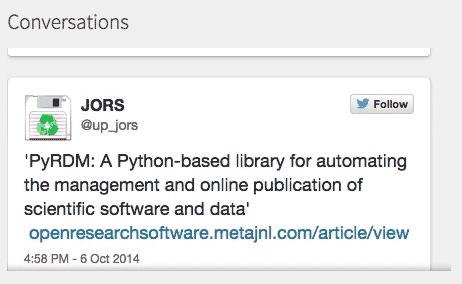 Conversations
JORS
Follow
@up_jors
'PyRDM: A Python-based library for automating
the management and online publication of
scientific software and data'
openresearchsoftware.metajnl.com/article/view
4:58 PM - 6 Oct 2014